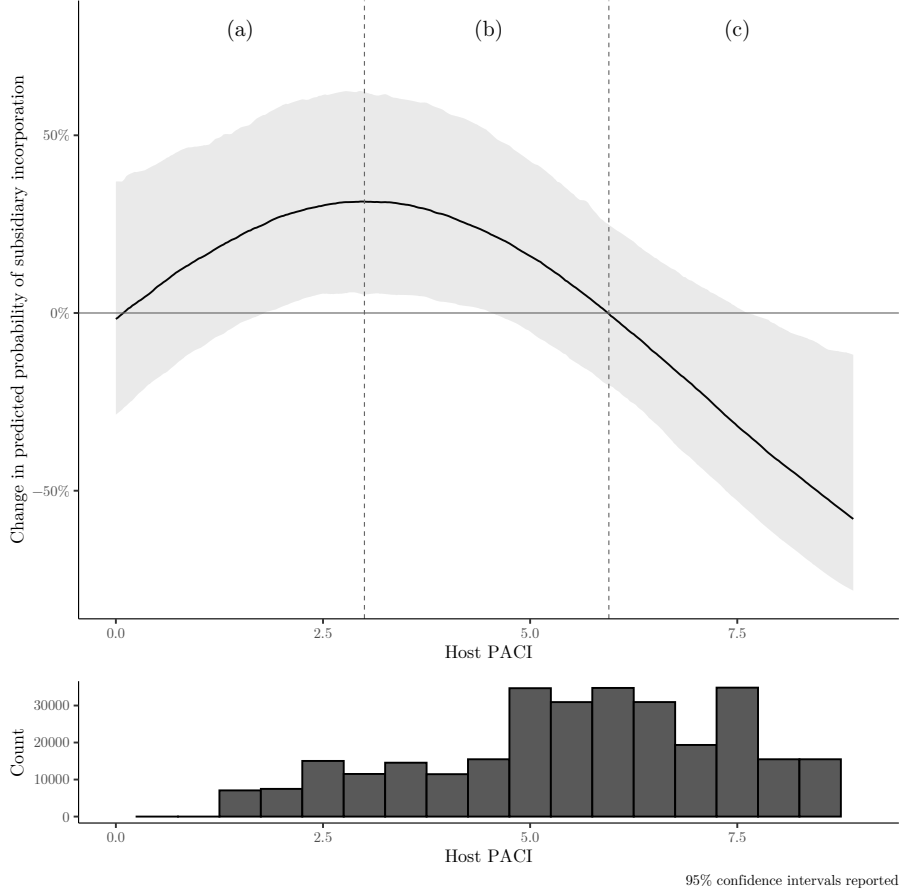 (a) (b) (c)
Change in predicted probability of subsidiary incorporation
50%
0%
−50%
0.0 2.5 5.0 7.5
Host PACI
Count
30000
20000
10000
0
0.0 2.5 5.0 7.5
Host PACI
95% confidence intervals reported